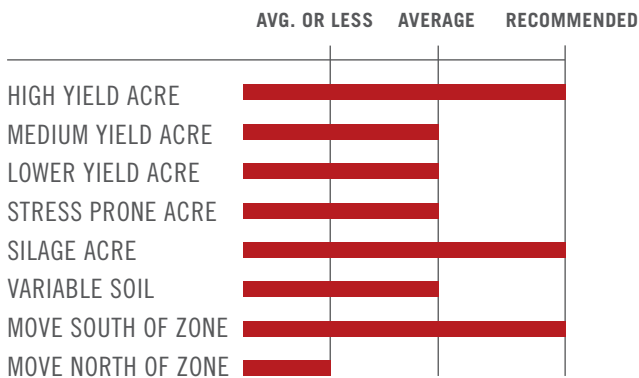 AVG. OR LESS AVERAGE RECOMMENDED
HIGH YIELD ACRE
MEDIUM YIELD ACRE
LOWER YIELD ACRE
STRESS PRONE ACRE
SILAGE ACRE
VARIABLE SOIL
MOVE SOUTH OF ZONE
MOVE NORTH OF ZONE